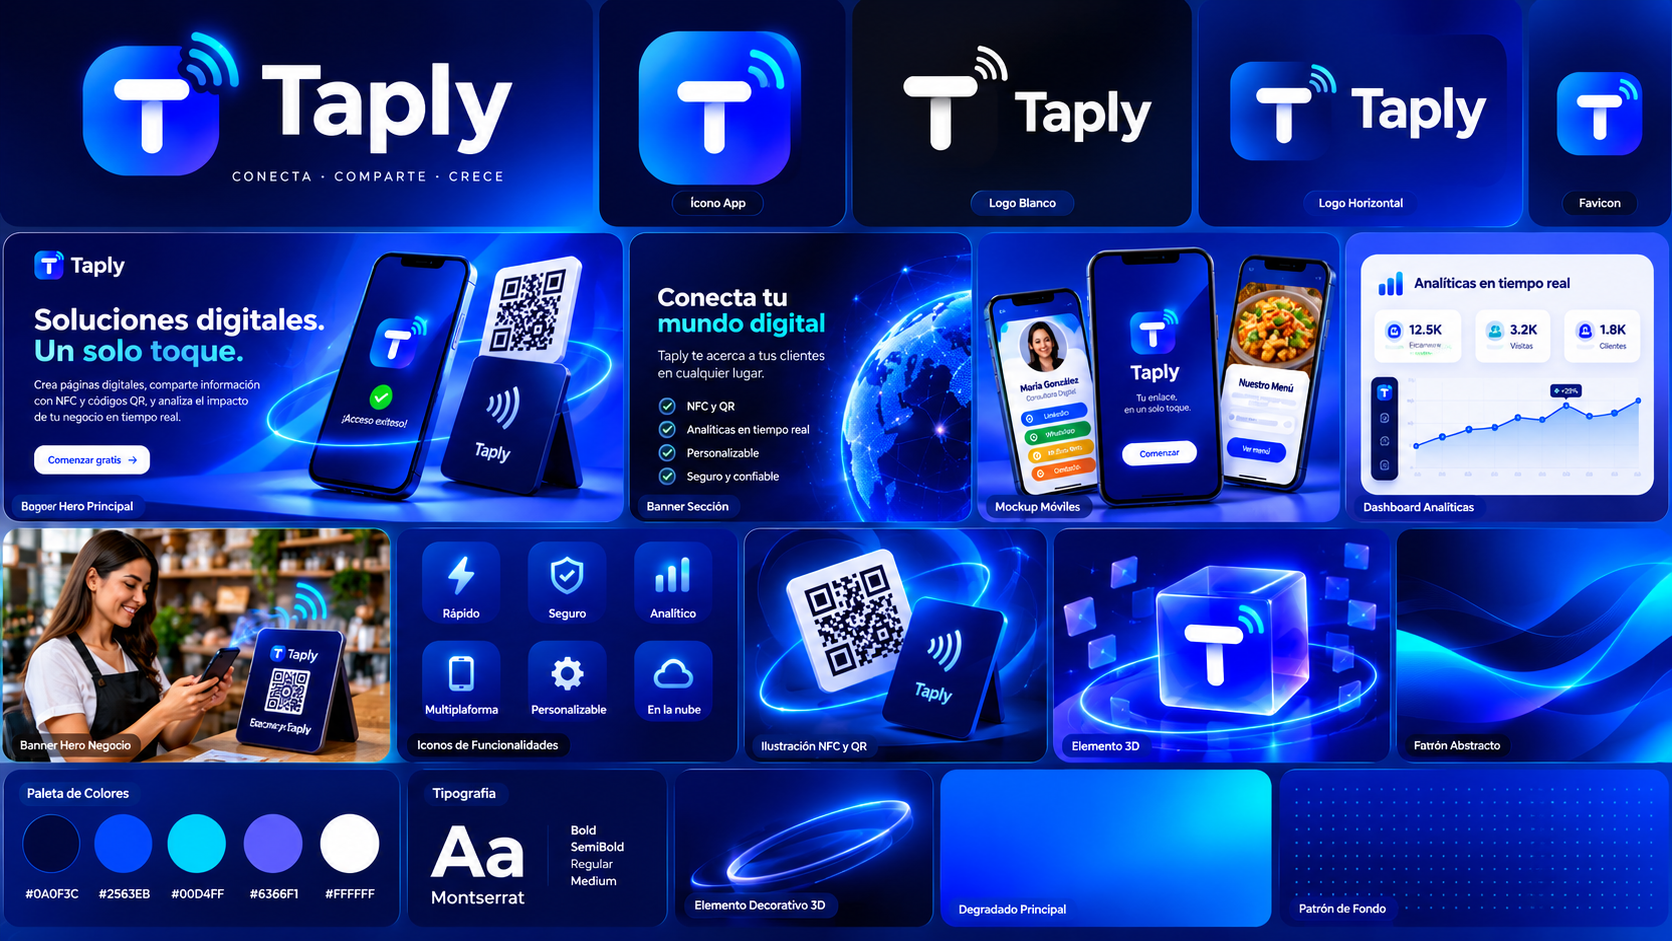 Taply
CONECTA · COMPARTE · CRECE
Ícono App
Taply
Logo Blanco
Taply
Logo Horizontal
Favicon
Taply
Soluciones digitales.
Un solo toque.
Crea páginas digitales, comparte información
con NFC y códigos QR, y analiza el impacto
de tu negocio en tiempo real.
Comenzar gratis →
¡Acceso exitoso!
Taply
Hero Principal
Conecta tu
mundo digital
Taply te acerca a tus clientes
en cualquier lugar.
NFC y QR
Analíticas en tiempo real
Personalizable
Seguro y confiable
Banner Sección
Maria González
Consultora Digital
LinkedIn
WhatsApp
Taply
Tu enlace,
en un solo toque.
Comenzar
Nuestro Menú
Ver menú
Mockup Móviles
Analíticas en tiempo real
12.5K
3.2K
Visitas
1.8K
Clientes
Dashboard Analíticas
Taply
Banner Hero Negocio
Rápido
Seguro
Analítico
Multiplaforma
Personalizable
En la nube
Iconos de Funcionalidades
Taply
Ilustración NFC y QR
T
Elemento 3D
Patrón Abstracto
Paleta de Colores
#0A0F3C
#2563EB
#00D4FF
#6366F1
#FFFFFF
Tipografia
Aa
Montserrat
Bold
SemiBold
Regular
Medium
Elemento Decorativo 3D
Degradado Principal
Patrón de Fondo